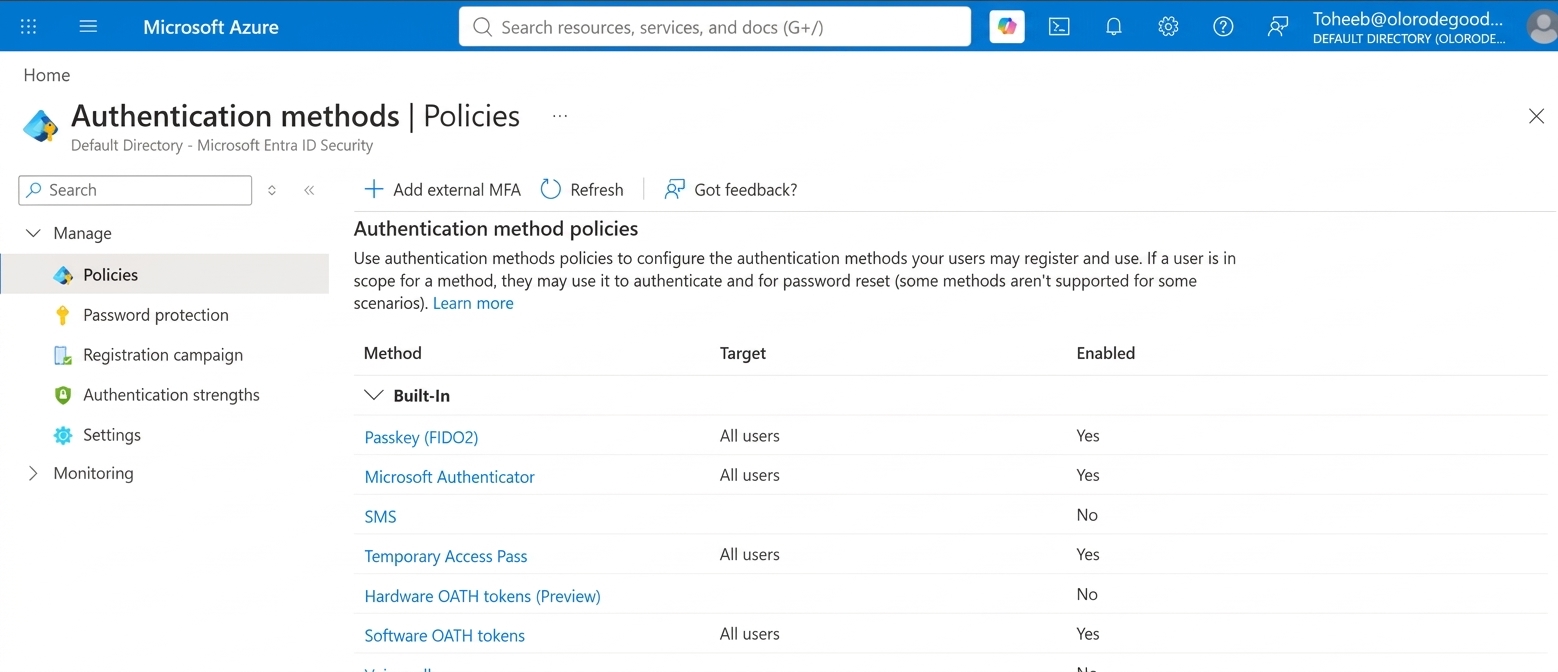 Microsoft Azure
Search resources, services, and docs (G+/)
Toheeb@olorodegood...
DEFAULT DIRECTORY (OLORODE...
Home
Authentication methods | Policies ...
Default Directory - Microsoft Entra ID Security
Search
Manage
Policies
Password protection
Registration campaign
Authentication strengths
Settings
Monitoring
Add external MFA Refresh Got feedback?
Authentication method policies
Use authentication methods policies to configure the authentication methods your users may register and use. If a user is in
scope for a method, they may use it to authenticate and for password reset (some methods aren't supported for some
scenarios). Learn more
Method Target Enabled
Built-In
Passkey (FIDO2) All users Yes
Microsoft Authenticator All users Yes
SMS No
Temporary Access Pass All users Yes
Hardware OATH tokens (Preview) No
Software OATH tokens All users Yes